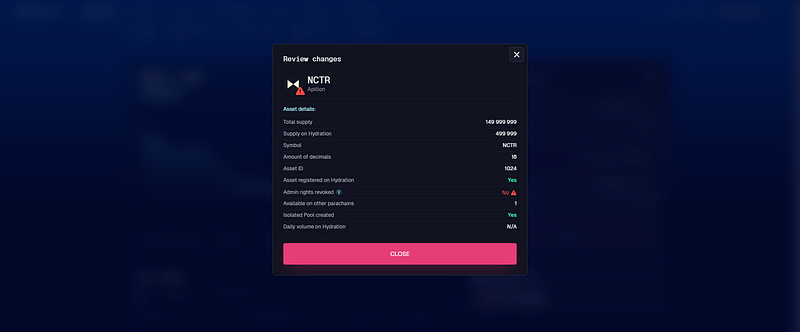 Review changes
NCTR
Apillion
Asset details:
Total supply 149 999 999
Supply on Hydration 499 999
Symbol NCTR
Amount of decimals 18
Asset ID 1024
Asset registered on Hydration Yes
Admin rights revoked No
Available on other parachains 1
Isolated Pool created Yes
Daily volume on Hydration N/A
CLOSE